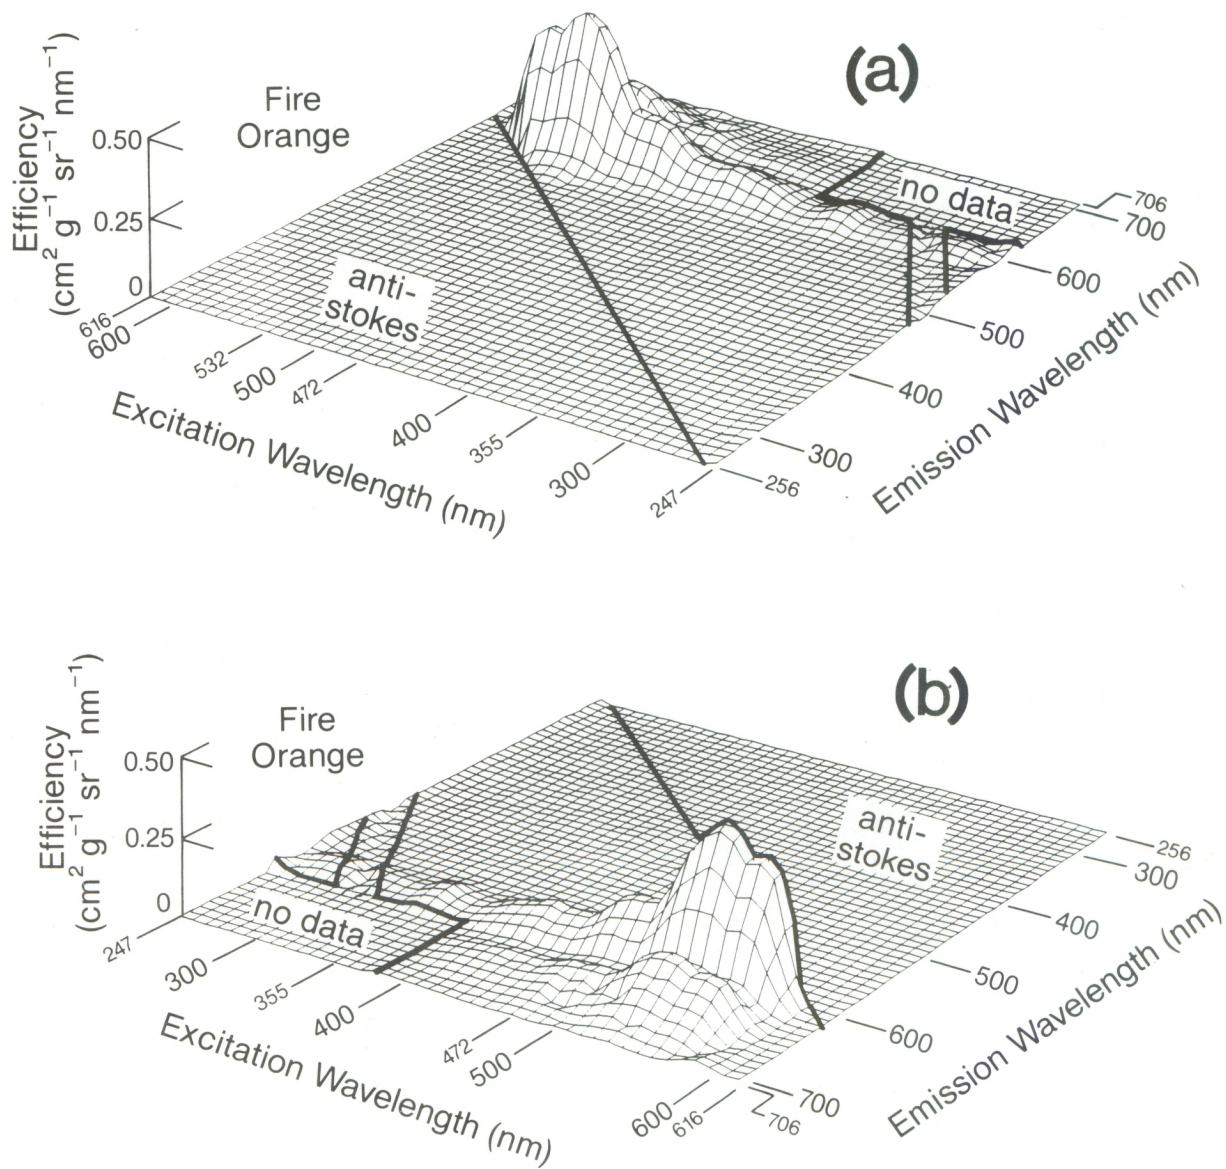 (a)
Fire
Orange
Efficiency
(cm² g⁻¹ sr⁻¹ nm⁻¹)
0.50
0.25
0
no data
anti-
stokes
616
600
532
500
472
400
355
300
247
Excitation Wavelength (nm)
706
700
600
500
400
300
256
Emission Wavelength (nm)
(b)
Fire
Orange
Efficiency
(cm² g⁻¹ sr⁻¹ nm⁻¹)
0.50
0.25
0
anti-
stokes
no data
247
300
355
400
472
500
600
616
Excitation Wavelength (nm)
256
300
400
500
600
700
706
Emission Wavelength (nm)